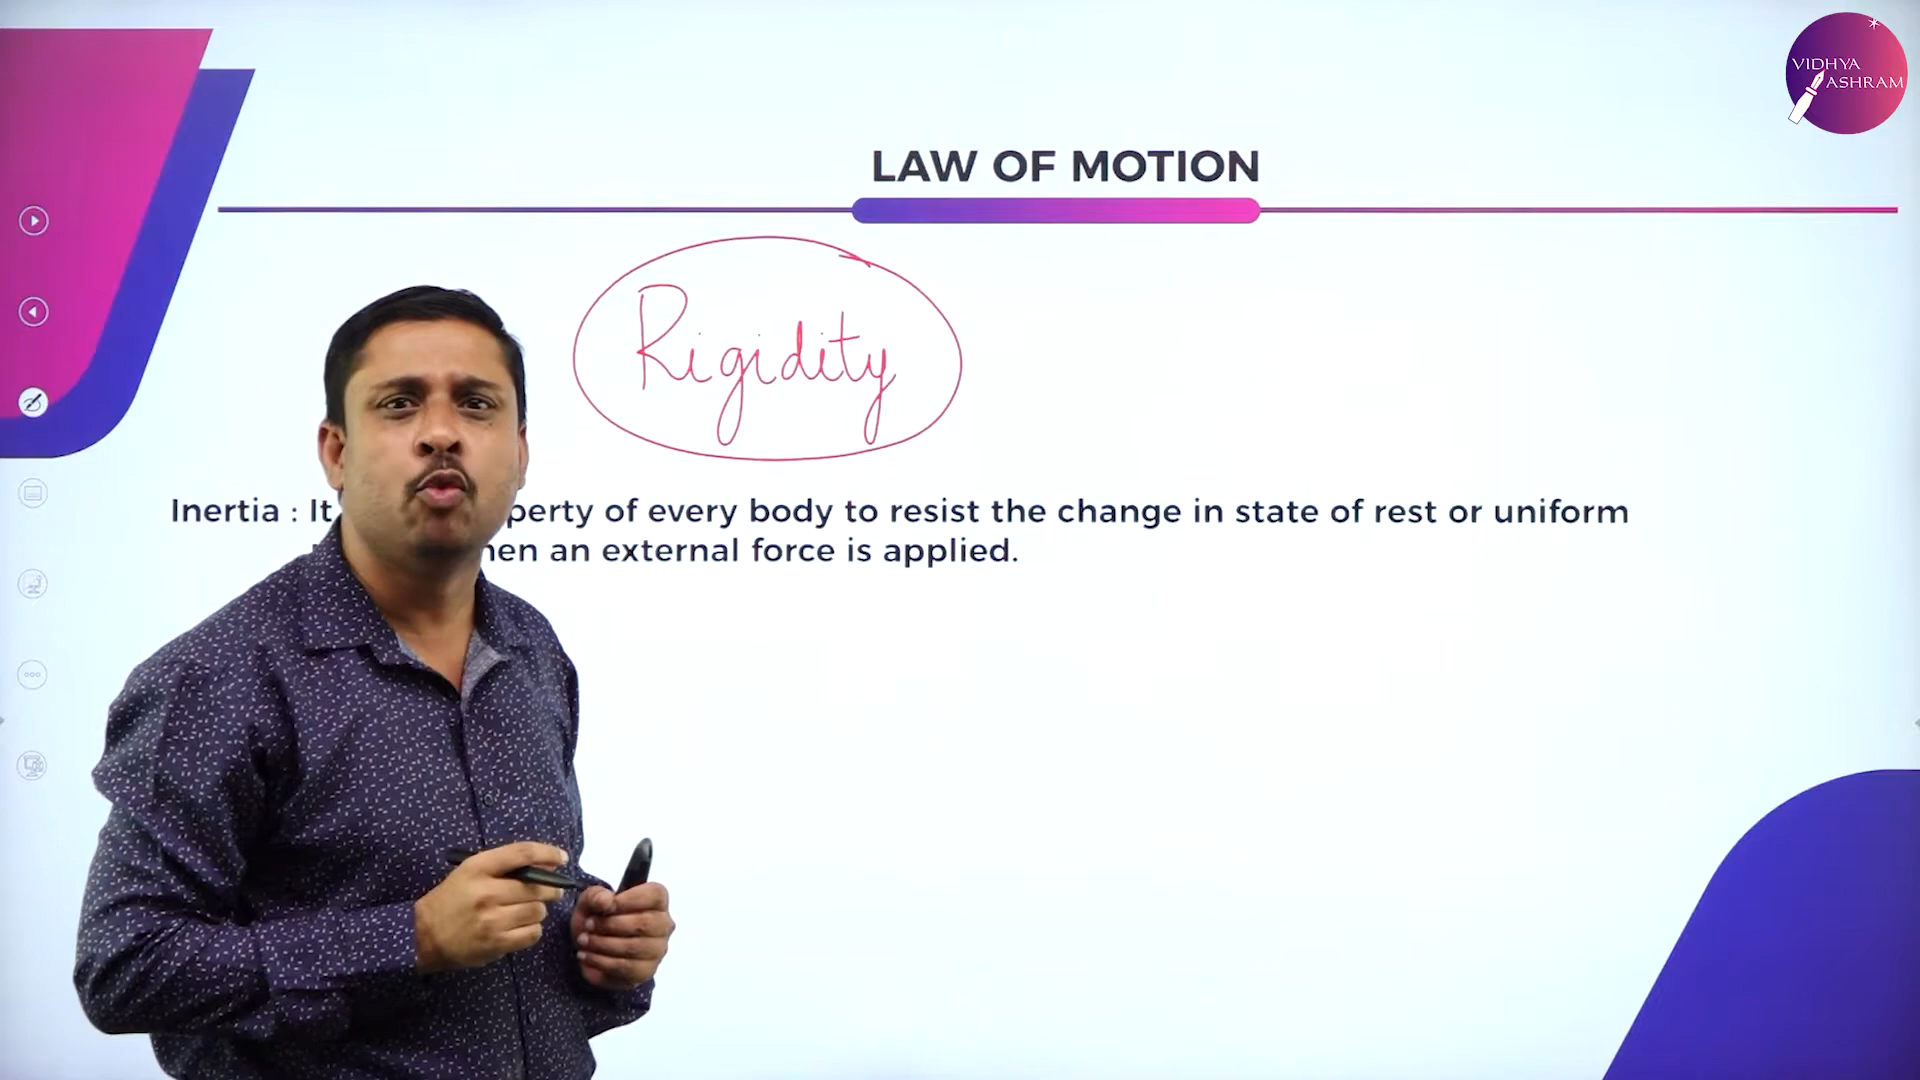 VIDHYA
ASHRAM
LAW OF MOTION
Rigidity
Inertia : It perty of every body to resist the change in state of rest or uniform
hen an external force is applied.